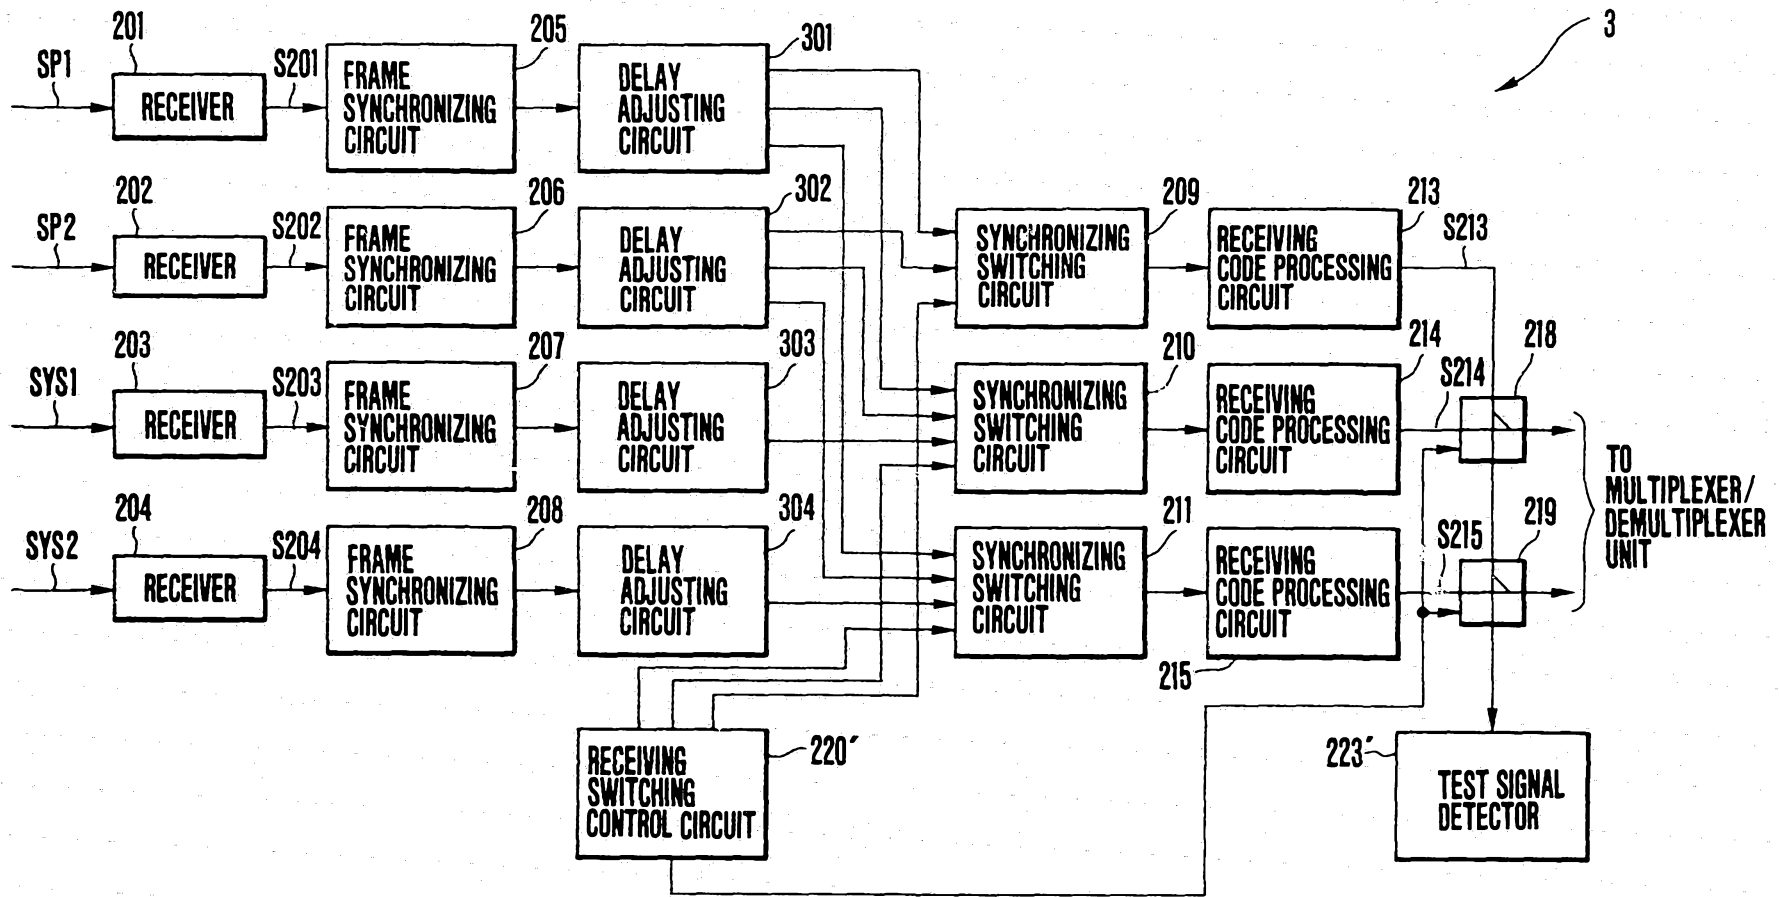 3
201
SP1
RECEIVER
S201
205
FRAME
SYNCHRONIZING
CIRCUIT
301
DELAY
ADJUSTING
CIRCUIT
202
SP2
RECEIVER
S202
206
FRAME
SYNCHRONIZING
CIRCUIT
302
DELAY
ADJUSTING
CIRCUIT
209
SYNCHRONIZING
SWITCHING
CIRCUIT
213
RECEIVING
CODE PROCESSING
CIRCUIT
S213
203
SYS1
RECEIVER
S203
207
FRAME
SYNCHRONIZING
CIRCUIT
303
DELAY
ADJUSTING
CIRCUIT
210
SYNCHRONIZING
SWITCHING
CIRCUIT
214
RECEIVING
CODE PROCESSING
CIRCUIT
S214
218
204
SYS2
RECEIVER
S204
208
FRAME
SYNCHRONIZING
CIRCUIT
304
DELAY
ADJUSTING
CIRCUIT
211
SYNCHRONIZING
SWITCHING
CIRCUIT
215
RECEIVING
CODE PROCESSING
CIRCUIT
S215
219
TO
MULTIPLEXER/
DEMULTIPLEXER
UNIT
220′
RECEIVING
SWITCHING
CONTROL CIRCUIT
223′
TEST SIGNAL
DETECTOR